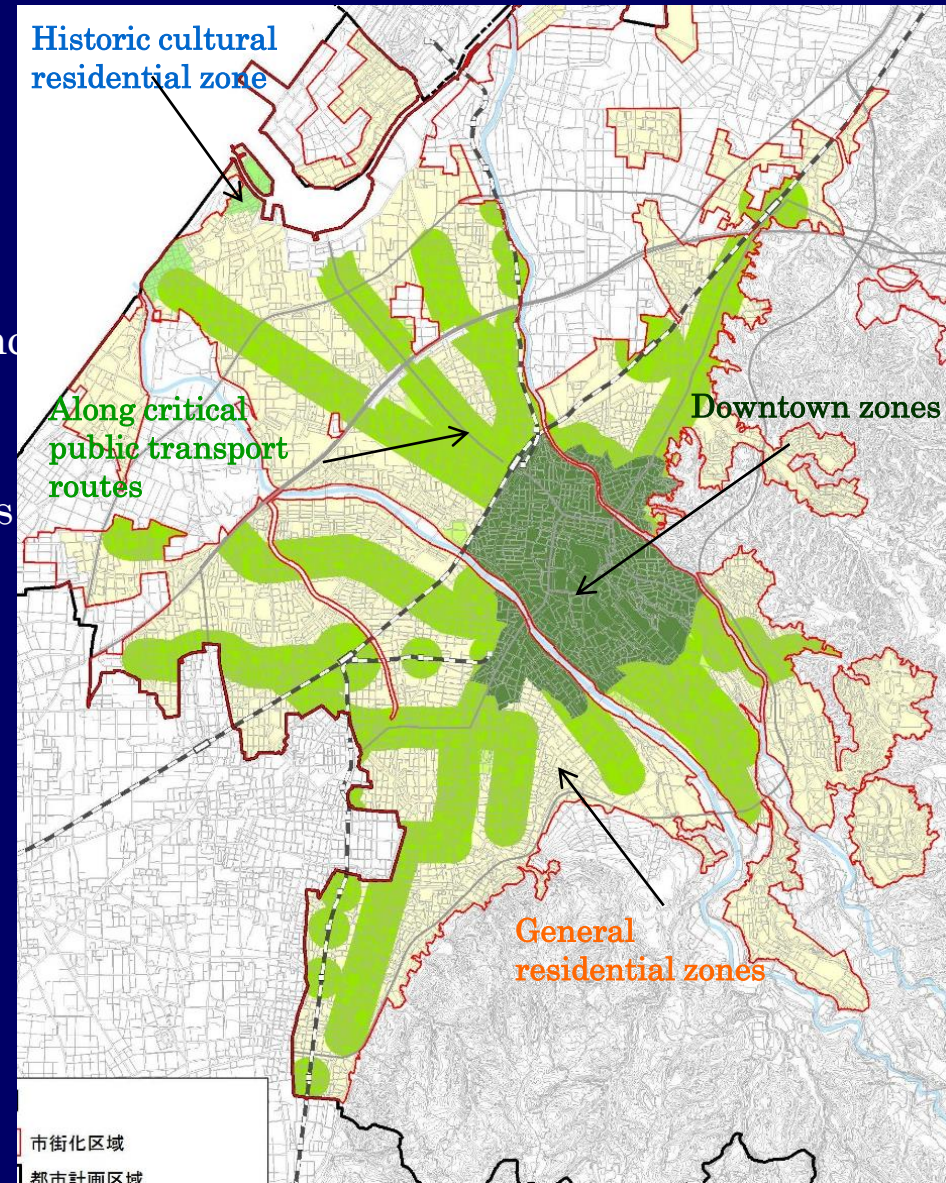 Historic cultural
residential zone
Along critical
public transport
routes
Downtown zones
General
residential zones
市街化区域
都市計画区域